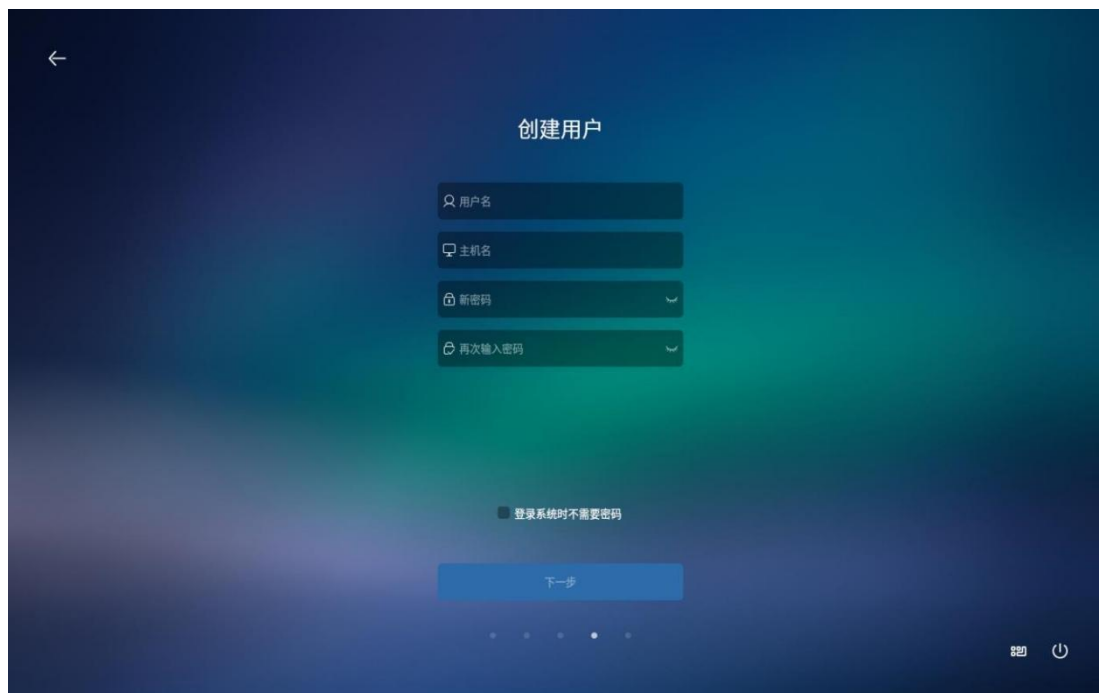 创建用户
用户名
主机名
新密码
再次输入密码
登录系统时不需要密码
下一步